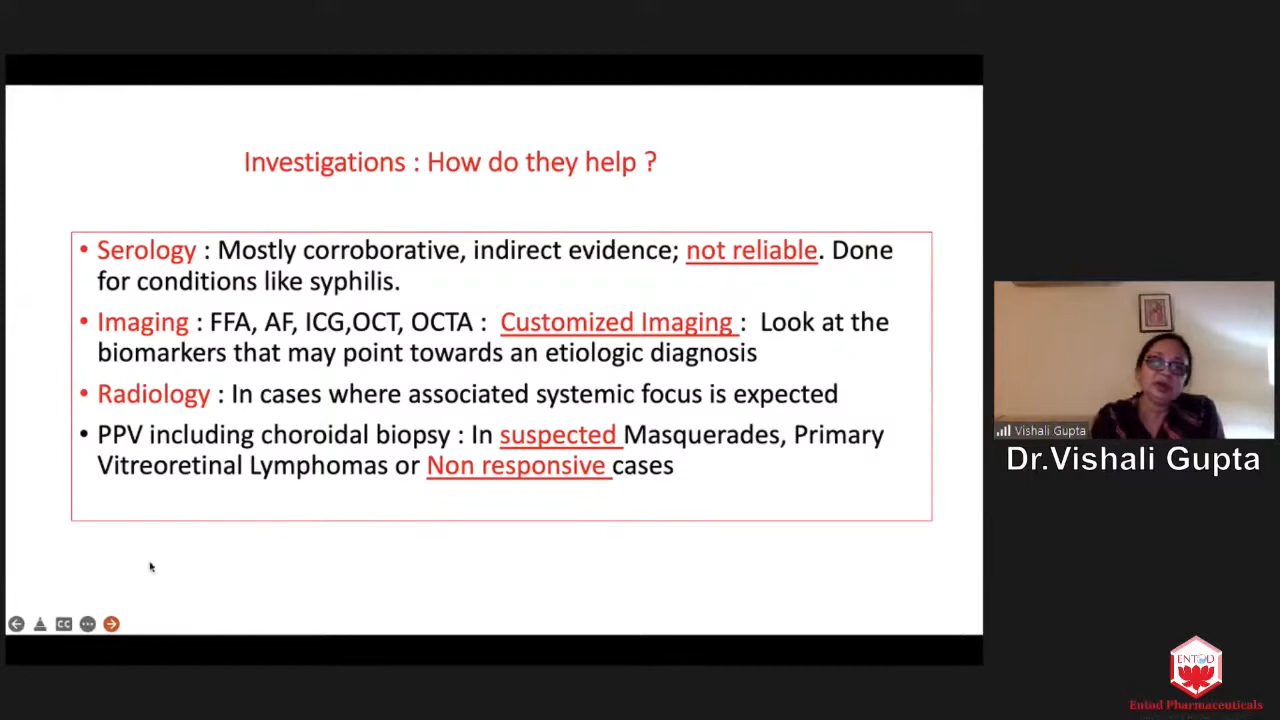 Investigations : How do they help ?
• Serology : Mostly corroborative, indirect evidence; not reliable. Done
for conditions like syphilis.
• Imaging : FFA, AF, ICG,OCT, OCTA : Customized Imaging : Look at the
biomarkers that may point towards an etiologic diagnosis
• Radiology : In cases where associated systemic focus is expected
• PPV including choroidal biopsy : In suspected Masquerades, Primary
Vitreoretinal Lymphomas or Non responsive cases
CC
Vishali Gupta
Dr.Vishali Gupta
ENTOD
Entod Pharmaceuticals